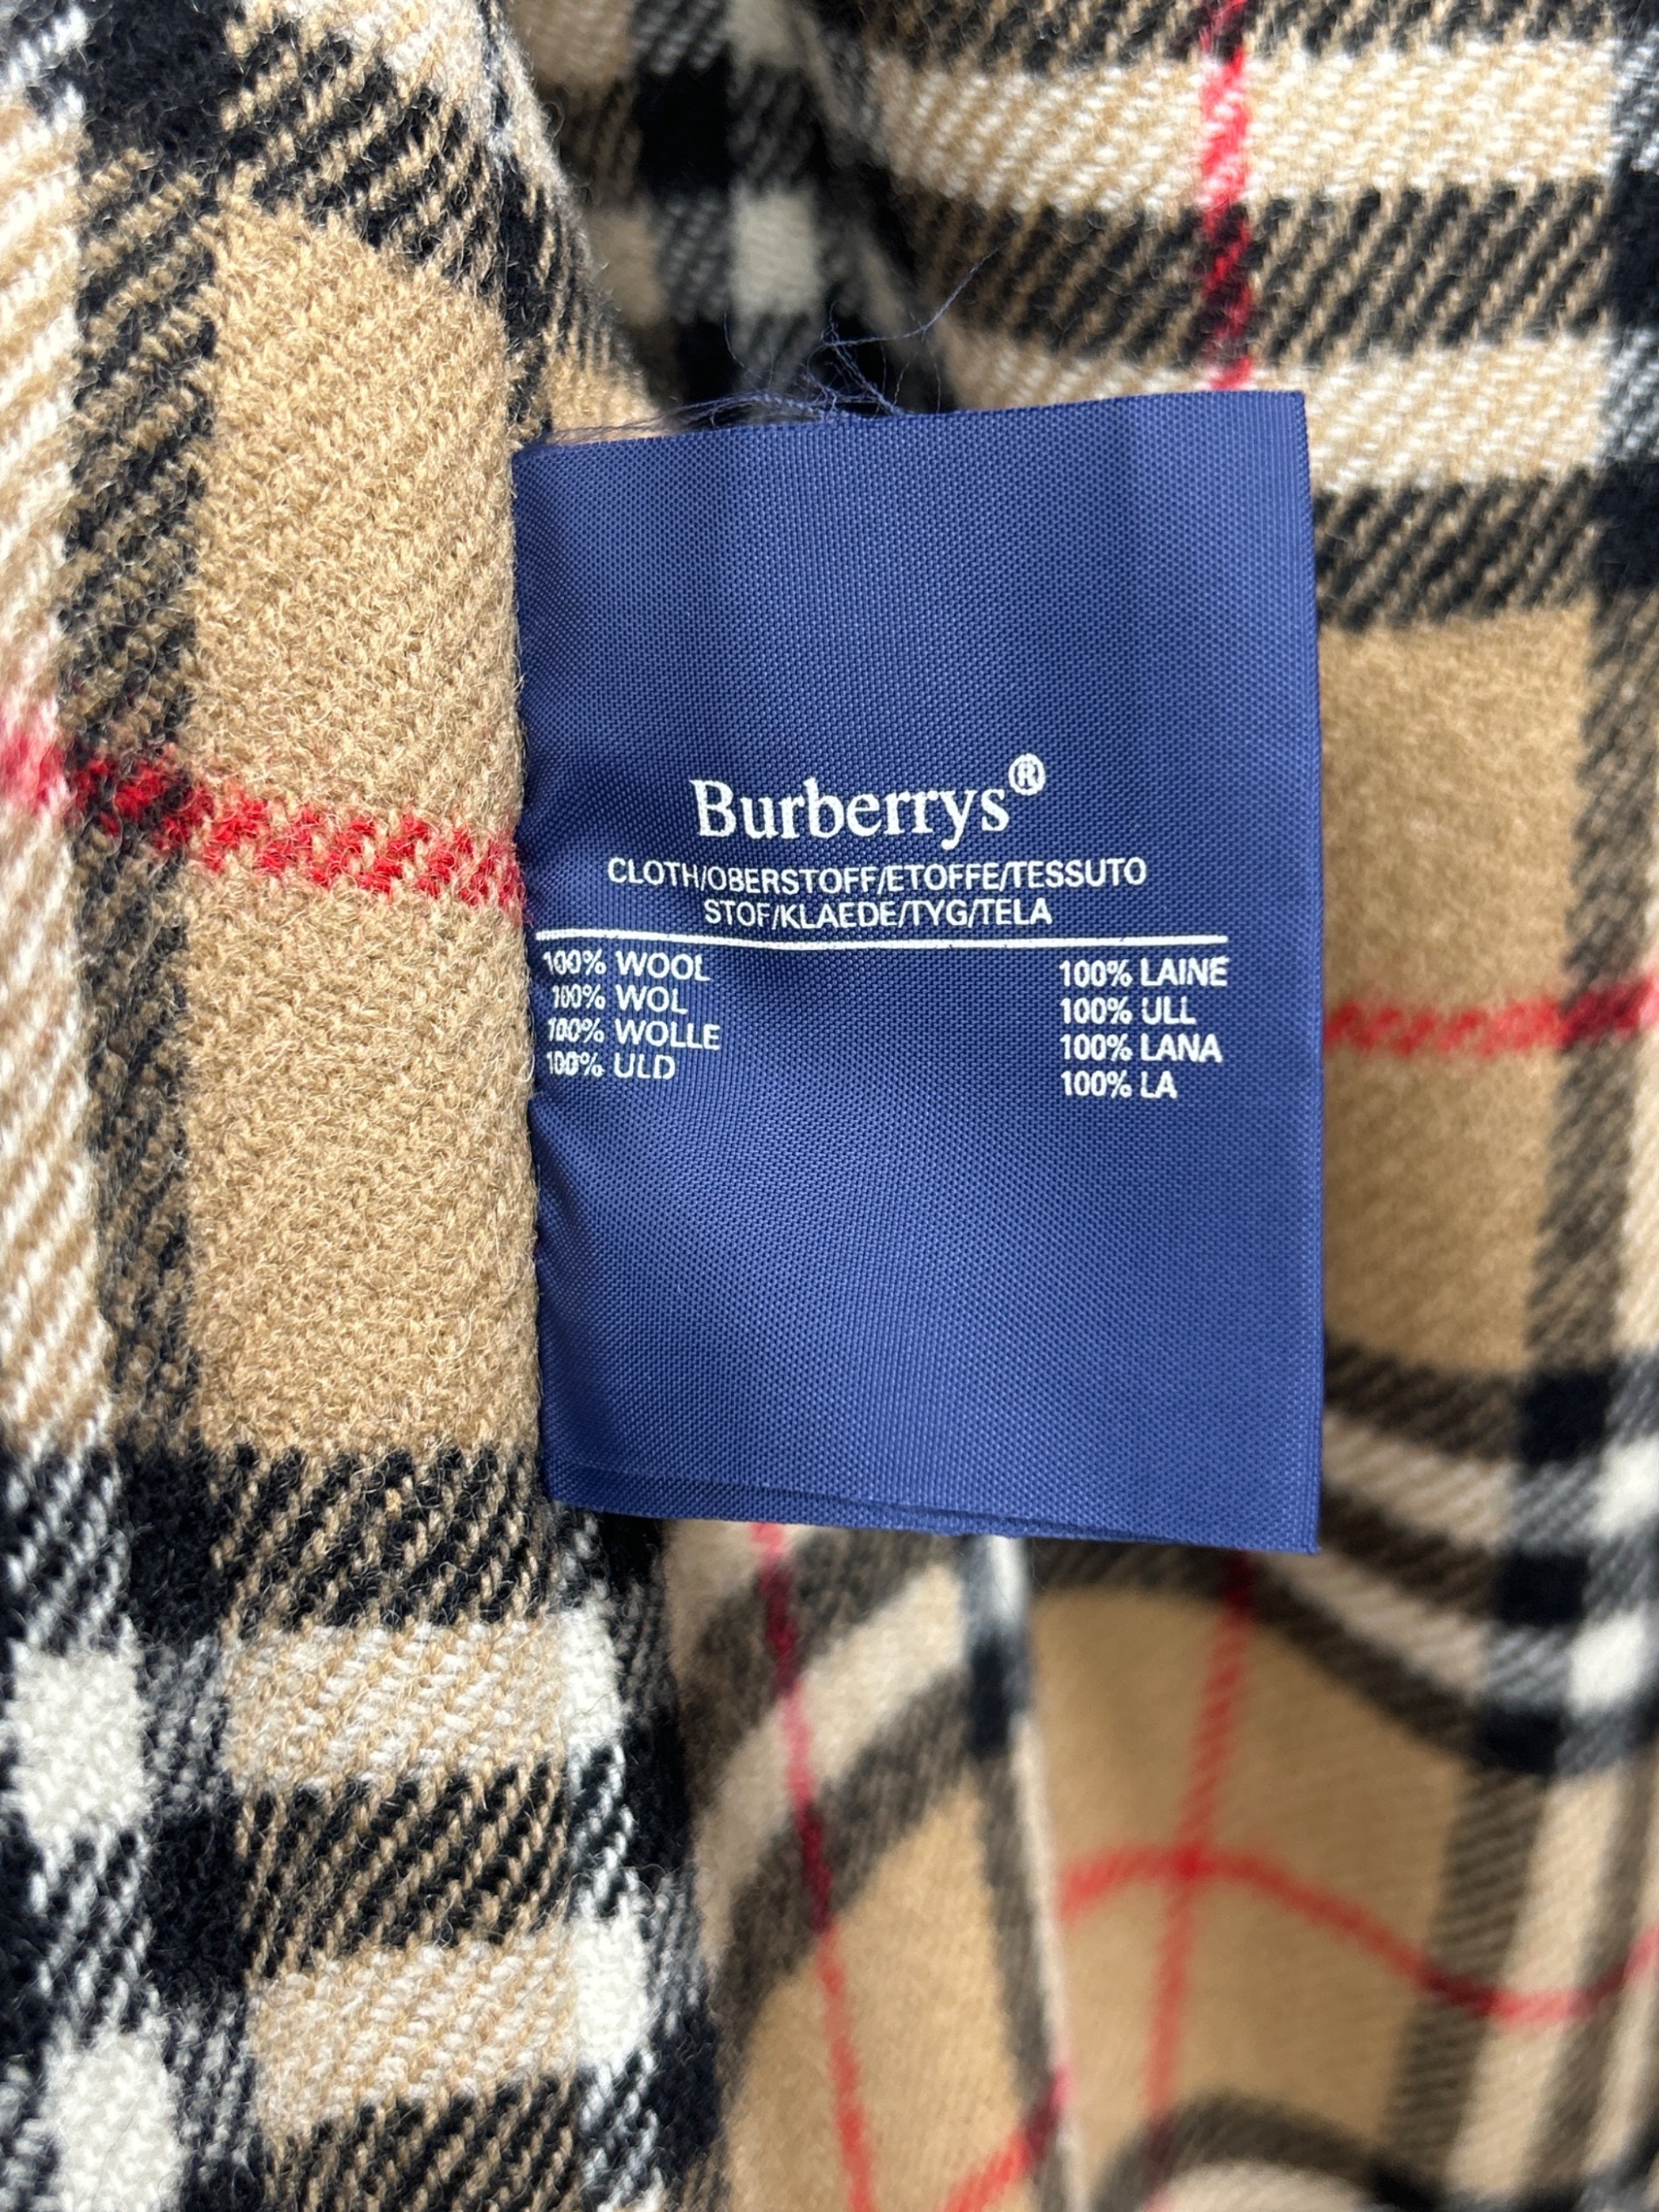 Burberrys®
CLOTH/OBERSTOFF/ETOFFE/TESSUTO
STOF/KLAEDE/TYG/TELA
100% WOOL
100% WOL
100% WOLLE
100% ULD
100% LAINE
100% ULL
100% LANA
100% LA